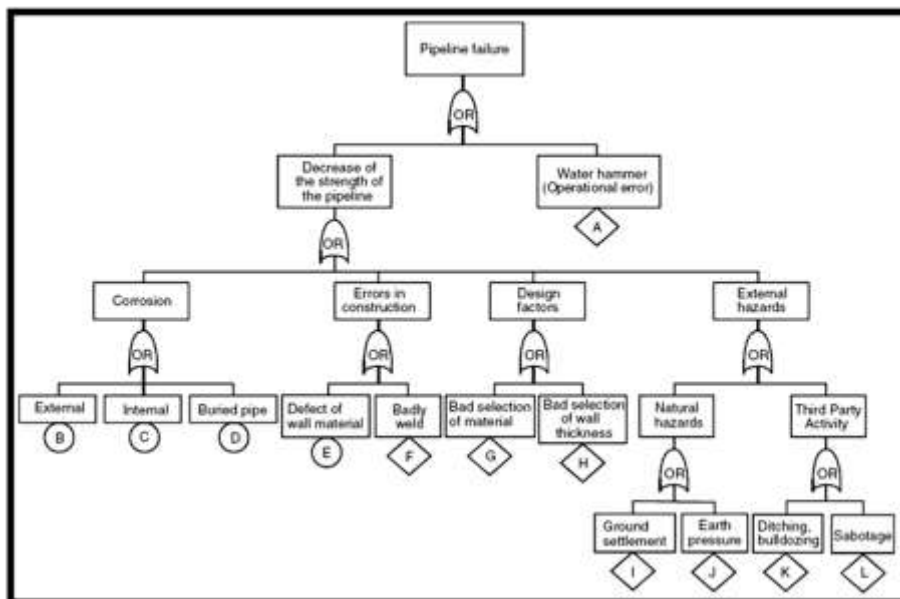 Pipeline failure
OR
Decrease of
the strength of
the pipeline
Water hammer
(Operational error)
A
OR
Corrosion
Errors in
construction
Design
factors
External
hazards
OR
OR
OR
OR
External
Internal
Buried pipe
Defect of
wall material
Badly
weld
Bad selection
of material
Bad selection
of wall
thickness
Natural
hazards
Third Party
Activity
B
C
D
E
F
G
H
OR
OR
Ground
settlement
Earth
pressure
Ditching,
bulldozing
Sabotage
I
J
K
L